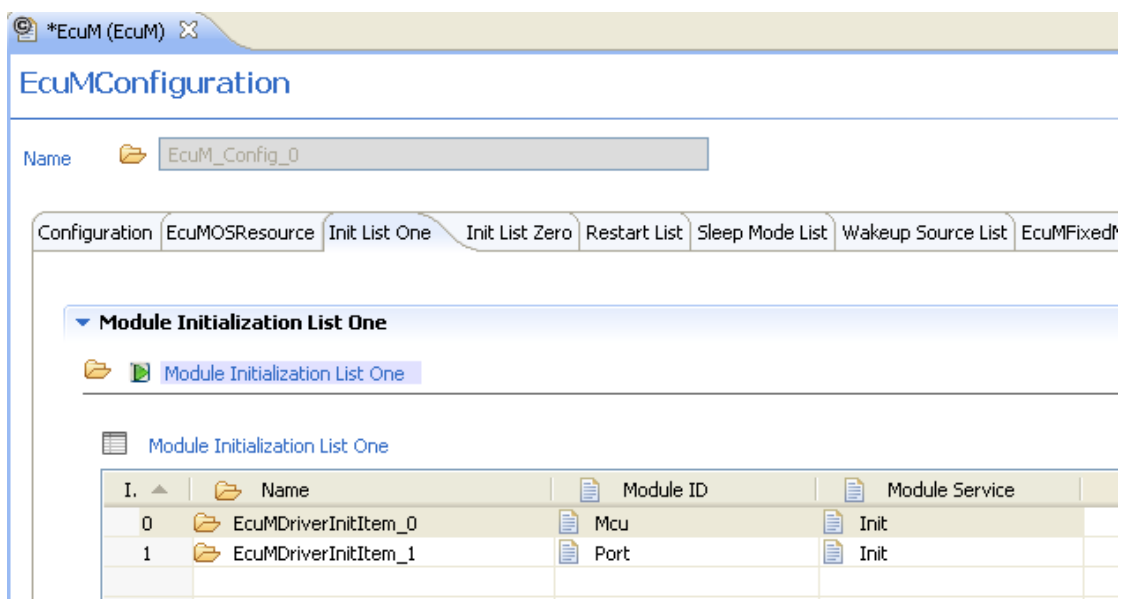 *EcuM (EcuM)
EcuMConfiguration
Name EcuM_Config_0
Configuration EcuMOSResource Init List One Init List Zero Restart List Sleep Mode List Wakeup Source List EcuMFixedM
Module Initialization List One
Module Initialization List One
Module Initialization List One
I. Name Module ID Module Service
0 EcuMDriverInitItem_0 Mcu Init
1 EcuMDriverInitItem_1 Port Init